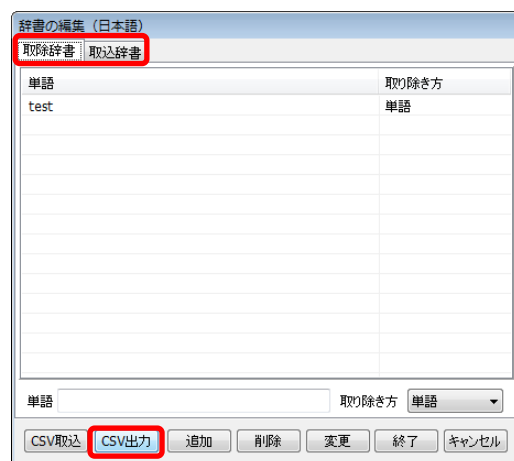 辞書の編集（日本語）
取除辞書 取込辞書
単語 取り除き方
test 単語
単語 取り除き方 単語
CSV取込 CSV出力 追加 削除 変更 終了 キャンセル